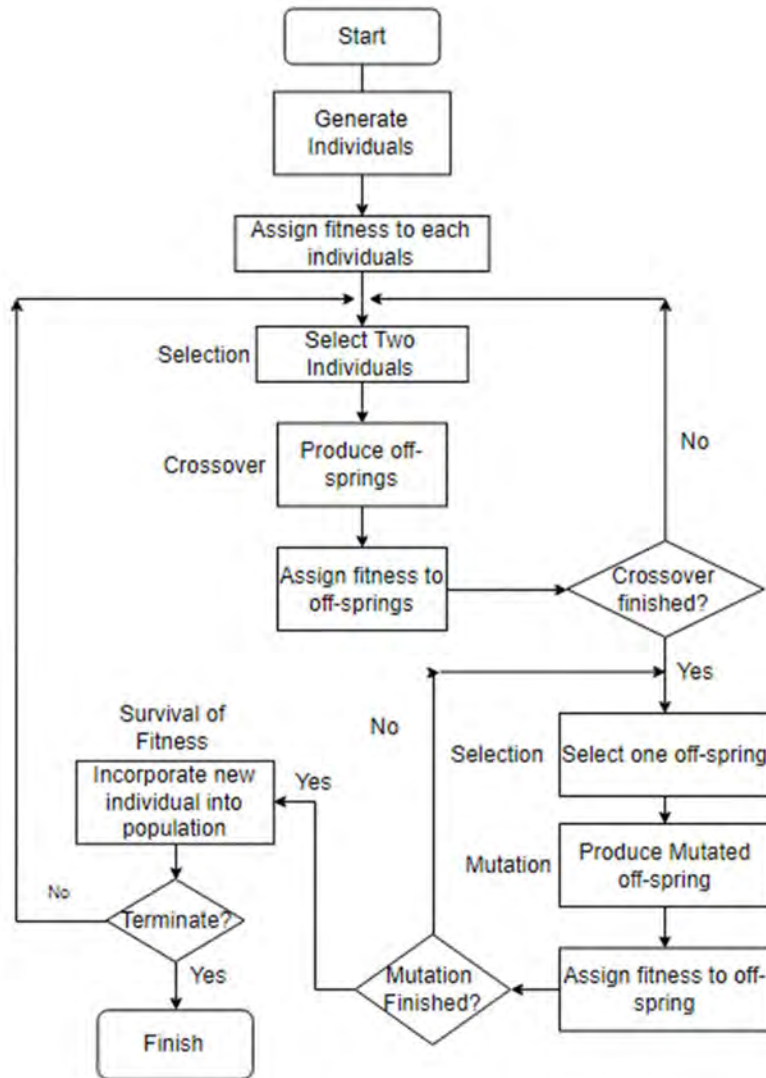 Start
Generate
Individuals
Assign fitness to each
individuals
Selection
Select Two
Individuals
Crossover
Produce off-
springs
No
Assign fitness to
off-springs
Crossover
finished?
Yes
No
Survival of
Fitness
Selection
Select one off-spring
Incorporate new
individual into
population
Yes
Mutation
Produce Mutated
off-spring
No
Terminate?
Yes
Mutation
Finished?
Assign fitness to off-
spring
Finish